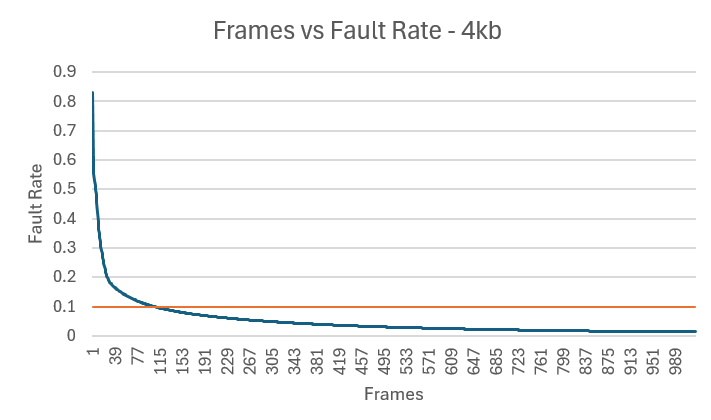 Frames vs Fault Rate - 4kb
Fault Rate
0.9
0.8
0.7
0.6
0.5
0.4
0.3
0.2
0.1
0
1 39 77 115 153 191 229 267 305 343 381 419 457 495 533 571 609 647 685 723 761 799 837 875 913 951 989
Frames